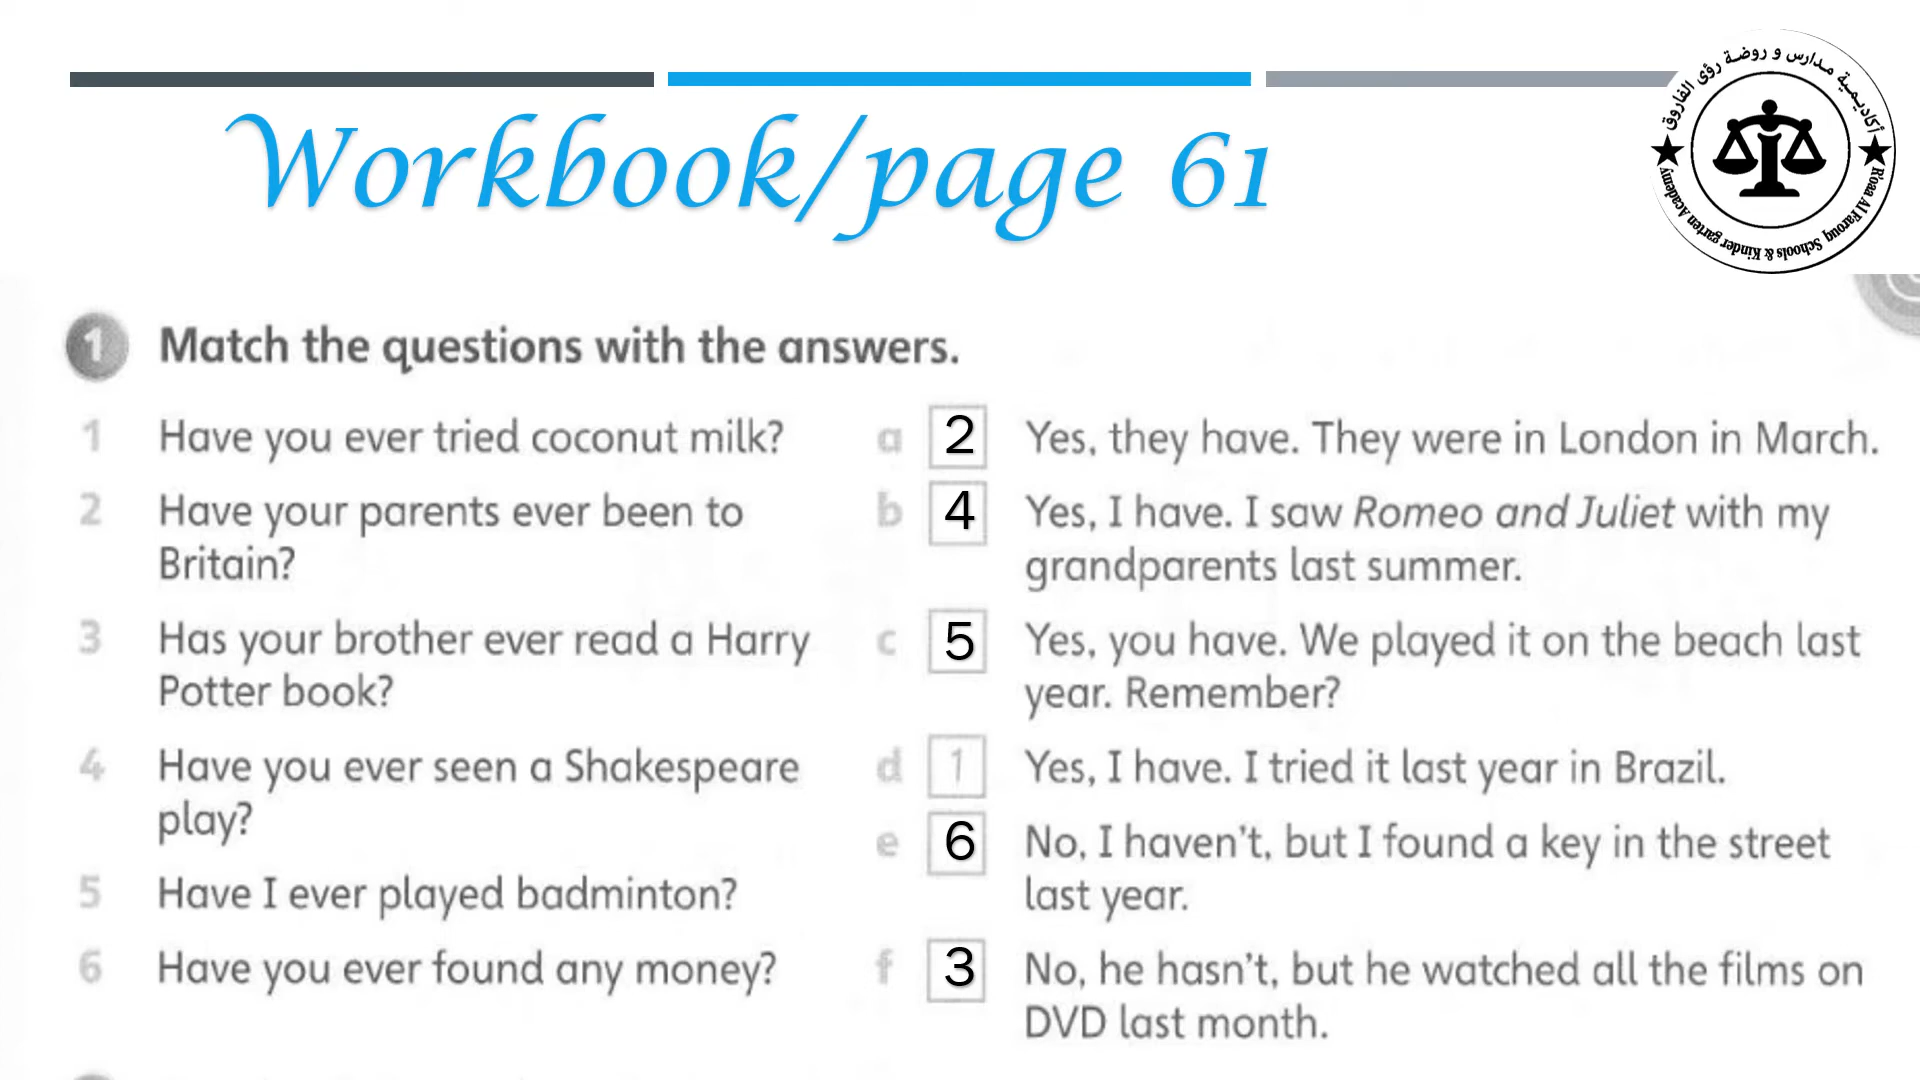 Workbook/page 61
أكاديمية مدارس و روضة رؤى الفاروق
R'oaa Al Farouq Schools & Kinder garten Academy
1 Match the questions with the answers.
1 Have you ever tried coconut milk?
2 Have your parents ever been to
Britain?
3 Has your brother ever read a Harry
Potter book?
4 Have you ever seen a Shakespeare
play?
5 Have I ever played badminton?
6 Have you ever found any money?
a 2 Yes, they have. They were in London in March.
b 4 Yes, I have. I saw Romeo and Juliet with my
grandparents last summer.
c 5 Yes, you have. We played it on the beach last
year. Remember?
d 1 Yes, I have. I tried it last year in Brazil.
e 6 No, I haven't, but I found a key in the street
last year.
f 3 No, he hasn't, but he watched all the films on
DVD last month.